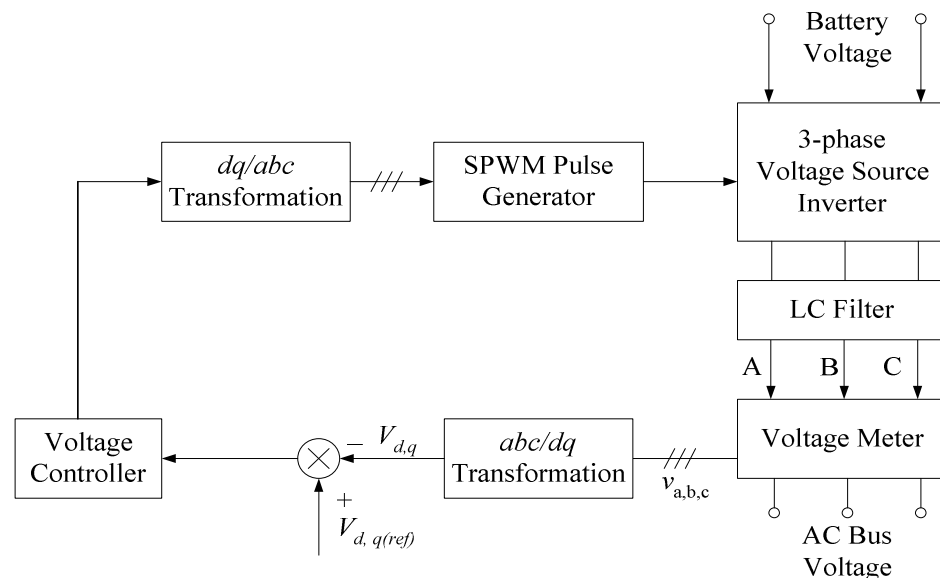 Battery
Voltage
dq/abc
Transformation
SPWM Pulse
Generator
3-phase
Voltage Source
Inverter
LC Filter
A
B
C
Voltage
Controller
−
V_{d,q}
abc/dq
Transformation
v_{a,b,c}
Voltage Meter
+
V_{d, q(ref)}
AC Bus
Voltage